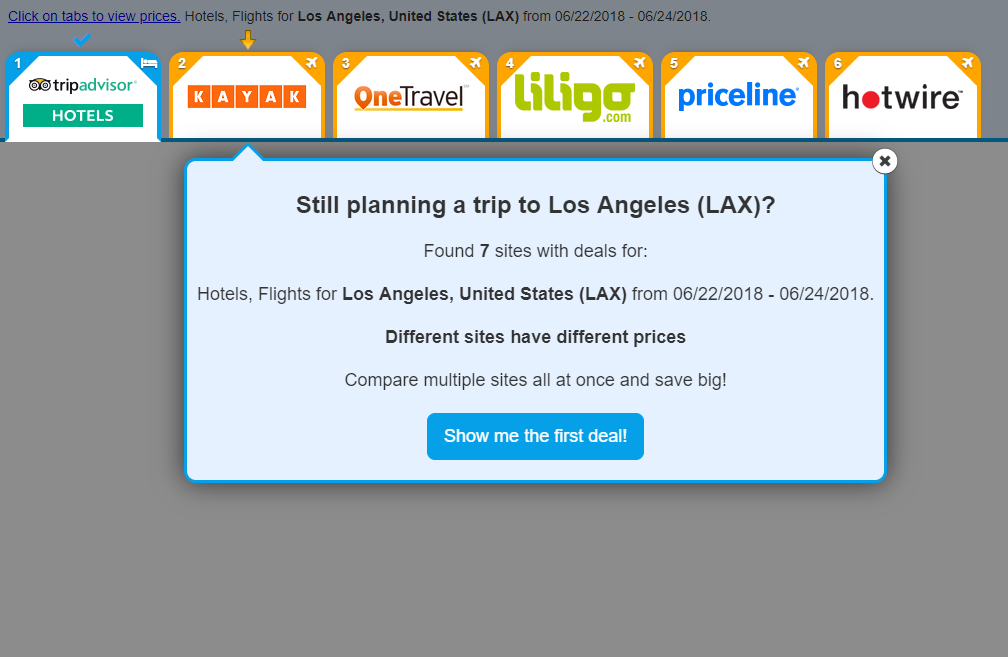 Click on tabs to view prices. Hotels, Flights for Los Angeles, United States (LAX) from 06/22/2018 - 06/24/2018.
1
tripadvisor®
HOTELS
2
KAYAK
3
OneTravel℠
4
liligo
.com
5
priceline®
6
hotwire™
Still planning a trip to Los Angeles (LAX)?
Found 7 sites with deals for:
Hotels, Flights for Los Angeles, United States (LAX) from 06/22/2018 - 06/24/2018.
Different sites have different prices
Compare multiple sites all at once and save big!
Show me the first deal!